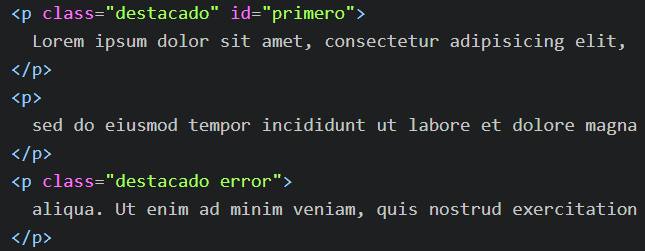 <p class="destacado" id="primero">
Lorem ipsum dolor sit amet, consectetur adipisicing elit,
</p>
<p>
sed do eiusmod tempor incididunt ut labore et dolore magna
</p>
<p class="destacado error">
aliqua. Ut enim ad minim veniam, quis nostrud exercitation
</p>